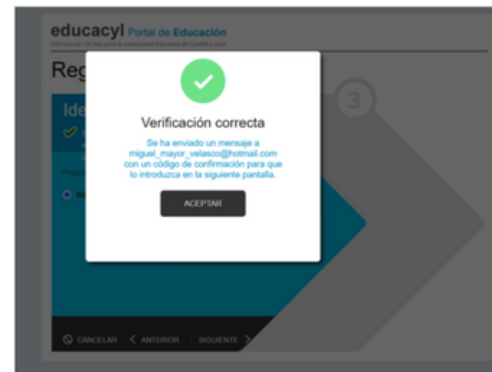 educacyl Portal de Educación
Reg
3
Ide
Verificación correcta
Se ha enviado un mensaje a
miguel_mayor_velasco@hotmail.com
con un código de confirmación para que
lo introduzca en la siguiente pantalla.
ACEPTAR
CANCELAR
ANTERIOR
SIGUIENTE